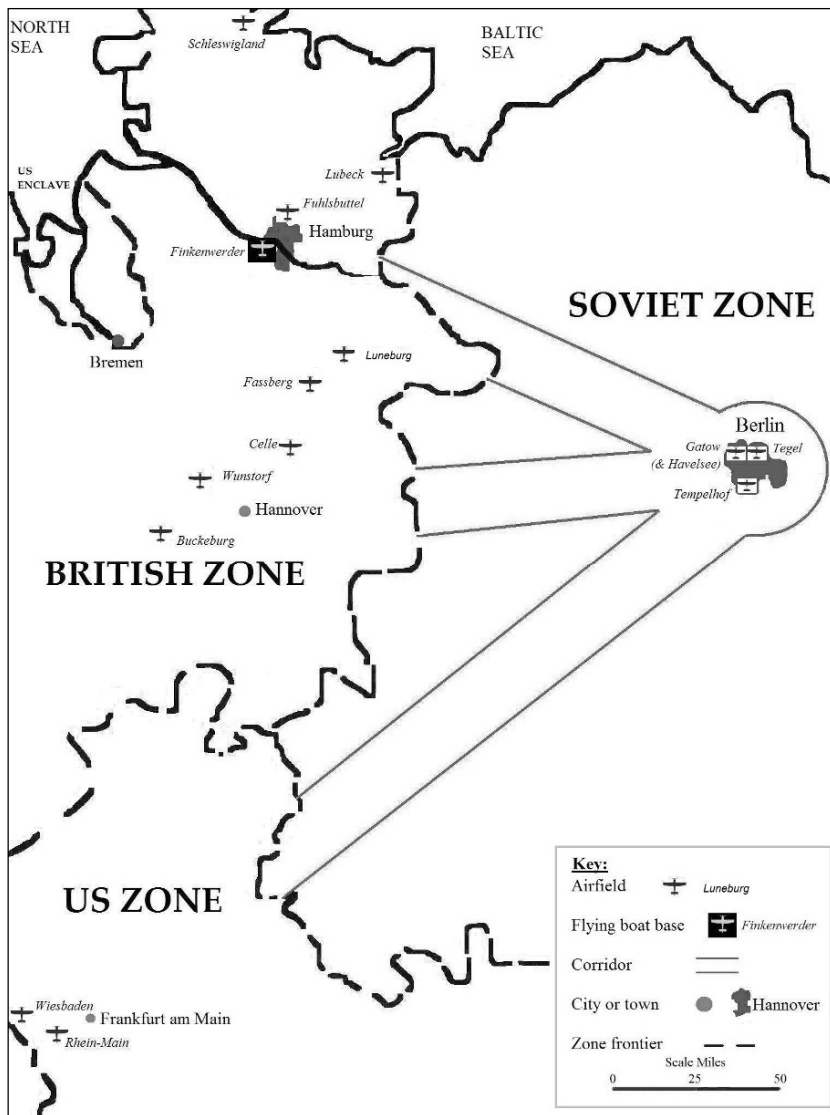 NORTH
SEA
Schleswigland
BALTIC
SEA
US
ENCLAVE
Lubeck
Fuhlsbuttel
Hamburg
Finkenwerder
SOVIET ZONE
Bremen
Luneburg
Fassberg
Berlin
Celle
Gatow
Tegel
(& Havelsee)
Wunstorf
Tempelhof
Hannover
Buckeburg
BRITISH ZONE
US ZONE
Wiesbaden
Frankfurt am Main
Rhein-Main
Key:
Airfield Luneburg
Flying boat base Finkenwerder
Corridor
City or town Hannover
Zone frontier
Scale Miles
0 25 50